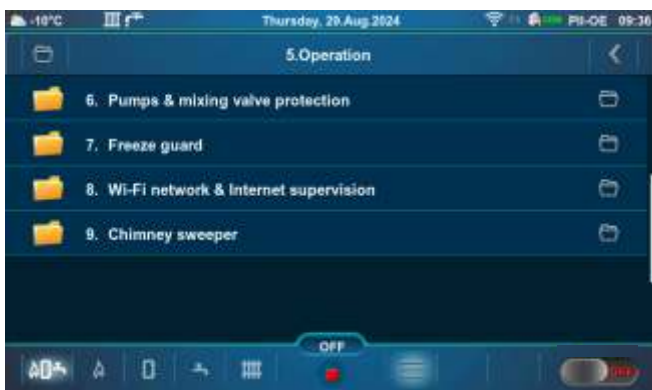 -10°C Thursday, 29.Aug.2024 PII-OE 09:36
5.Operation
6. Pumps & mixing valve protection
7. Freeze guard
8. Wi-Fi network & Internet supervision
9. Chimney sweeper
OFF
OFF